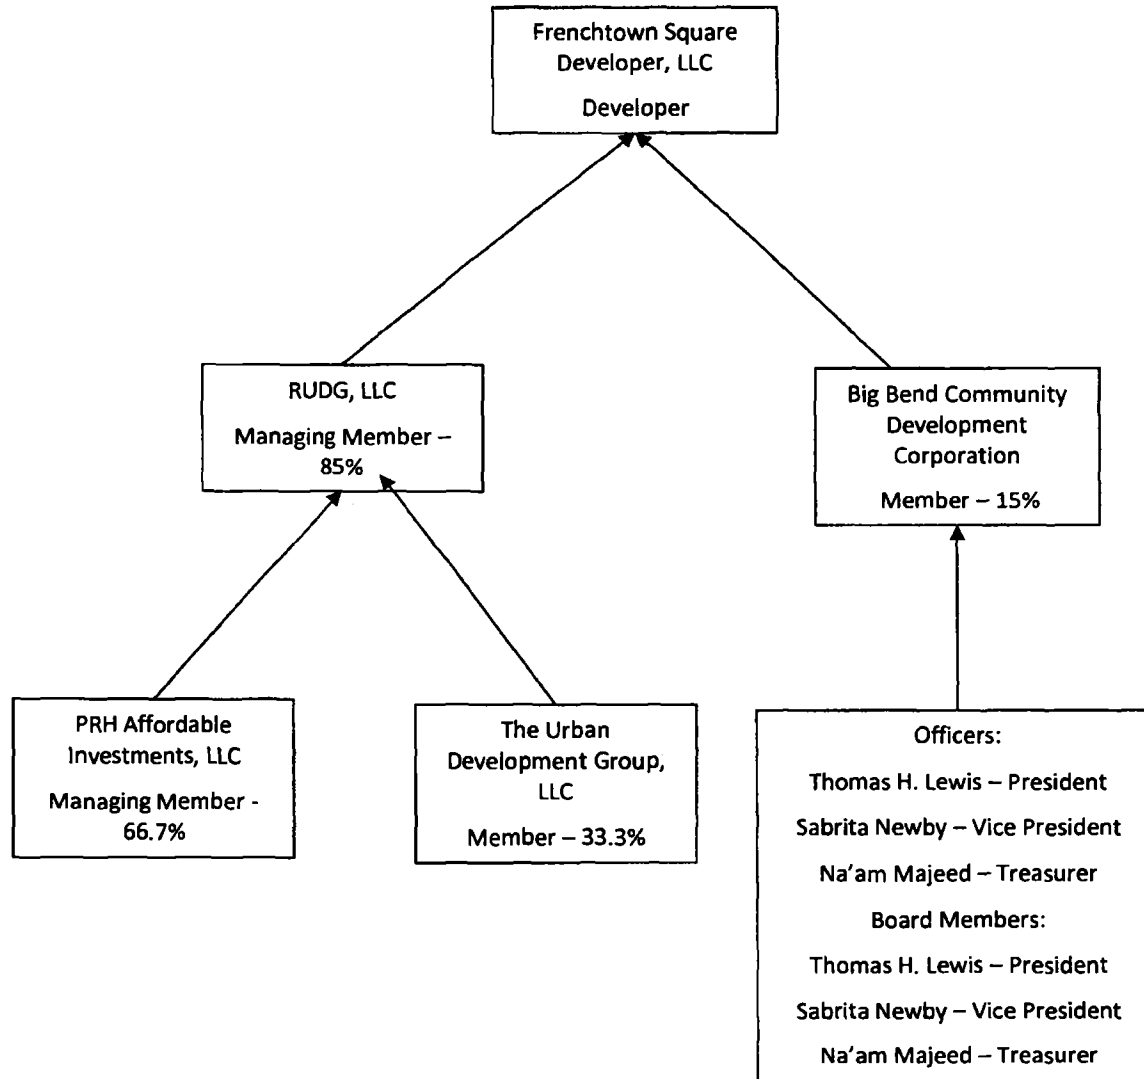 Frenchtown Square
Developer, LLC
Developer
RUDG, LLC
Managing Member –
85%
Big Bend Community
Development
Corporation
Member – 15%
PRH Affordable
Investments, LLC
Managing Member -
66.7%
The Urban
Development Group,
LLC
Member – 33.3%
Officers:
Thomas H. Lewis – President
Sabrita Newby – Vice President
Na’am Majeed – Treasurer
Board Members:
Thomas H. Lewis – President
Sabrita Newby – Vice President
Na’am Majeed – Treasurer